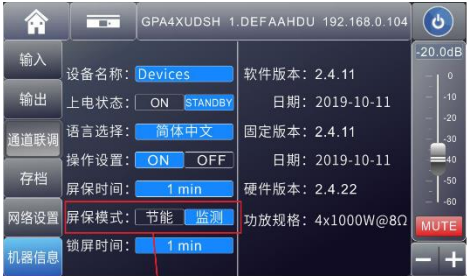 GPA4XUDSH 1.DEFAAHDU 192.168.0.104
输入
输出
通道联调
存档
网络设置
机器信息
设备名称: Devices
上电状态: ON STANDBY
语言选择: 简体中文
操作设置: ON OFF
屏保时间: 1 min
屏保模式: 节能 监测
锁屏时间: 1 min
软件版本: 2.4.11
日期: 2019-10-11
固定版本: 2.4.11
日期: 2019-10-11
硬件版本: 2.4.22
功放规格: 4x1000W@8Ω
-20.0dB
0
-10
-20
-30
-40
-50
-60
MUTE